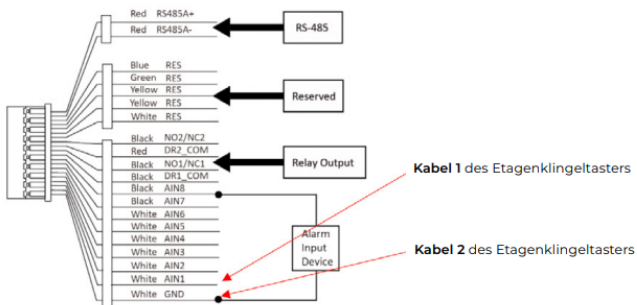 Red RS485A+
Red RS485A-
RS-485
Blue RES
Green RES
Yellow RES
Yellow RES
White RES
Reserved
Black NO2/NC2
Red DR2_COM
Black NO1/NC1
Black DR1_COM
Relay Output
Black AIN8
Black AIN7
White AIN6
White AIN5
White AIN4
White AIN3
White AIN2
White AIN1
White GND
Alarm
Input
Device
Kabel 1 des Etagenklingeltasters
Kabel 2 des Etagenklingeltasters